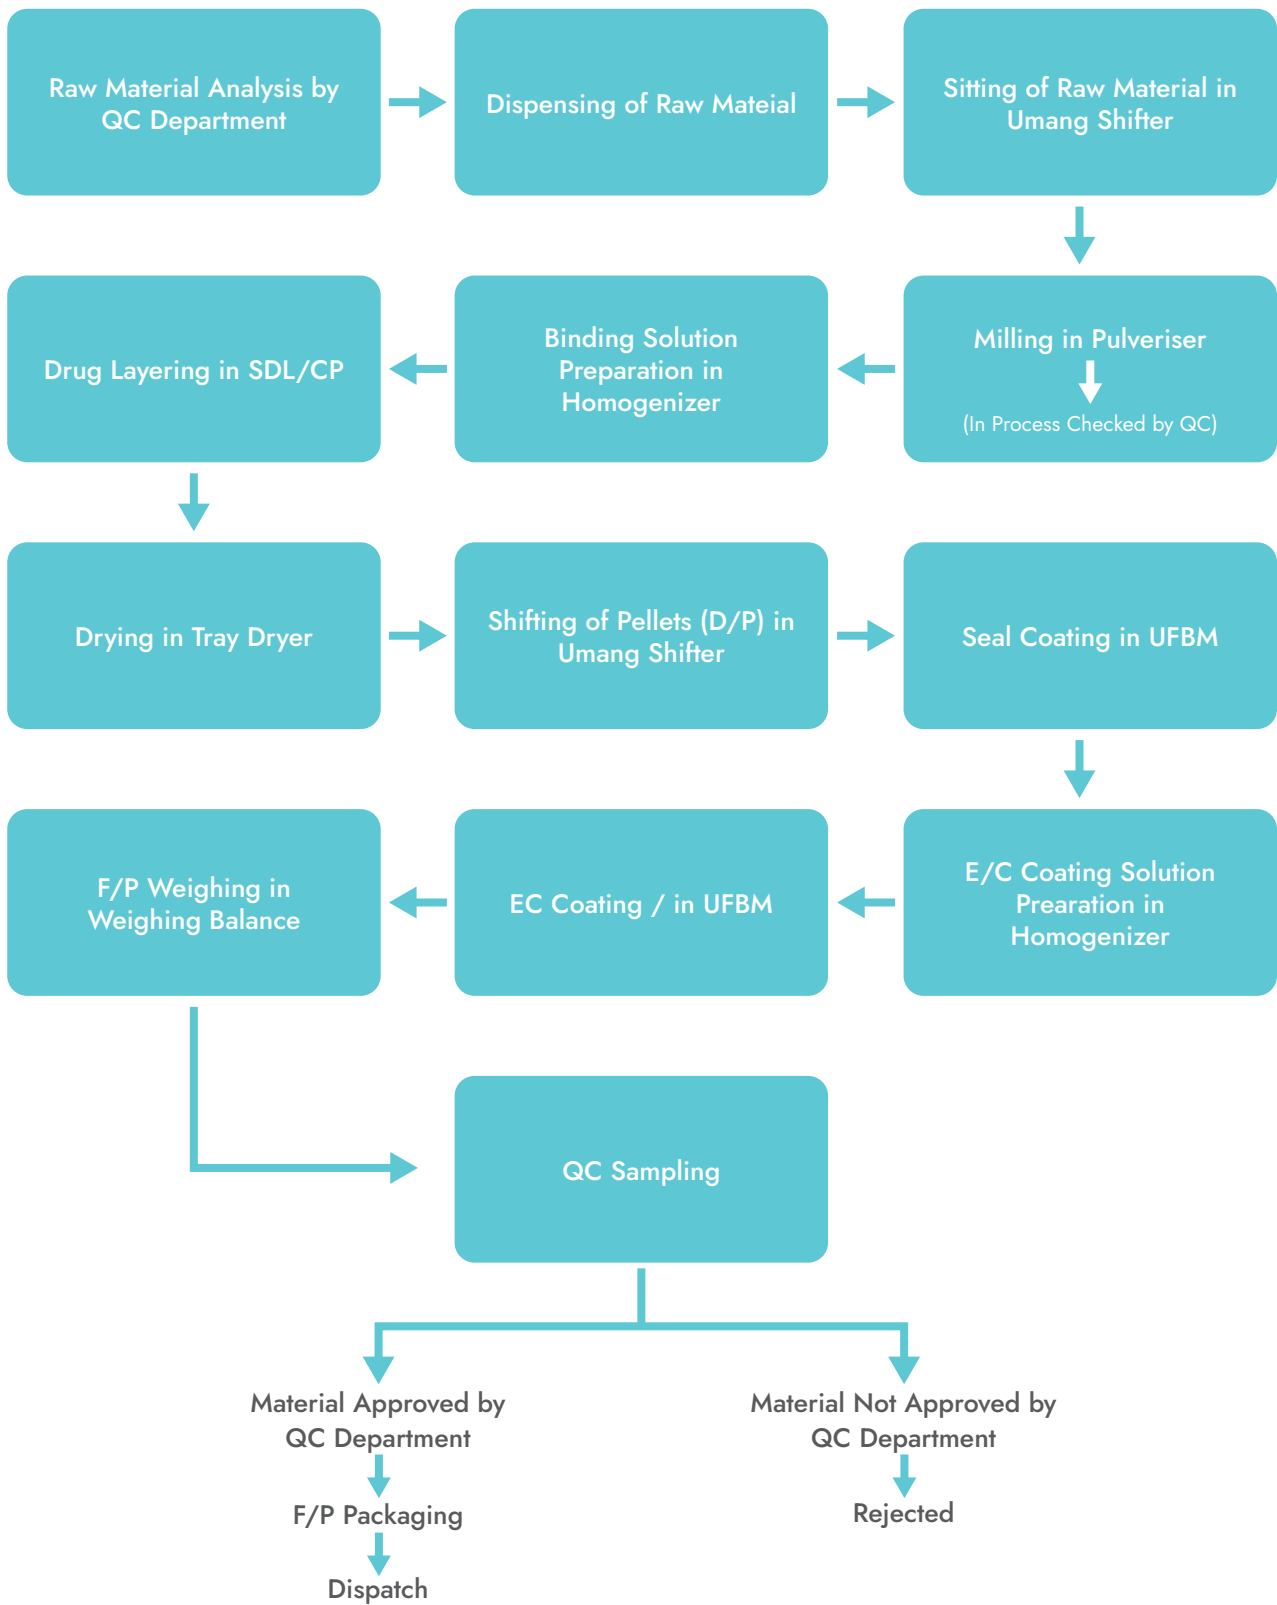 Raw Material Analysis by
QC Department
Dispensing of Raw Mateial
Sitting of Raw Material in
Umang Shifter
Milling in Pulveriser
(In Process Checked by QC)
Binding Solution
Preparation in
Homogenizer
Drug Layering in SDL/CP
Drying in Tray Dryer
Shifting of Pellets (D/P) in
Umang Shifter
Seal Coating in UFBM
E/C Coating Solution
Prearation in
Homogenizer
EC Coating / in UFBM
F/P Weighing in
Weighing Balance
QC Sampling
Material Approved by
QC Department
F/P Packaging
Dispatch
Material Not Approved by
QC Department
Rejected